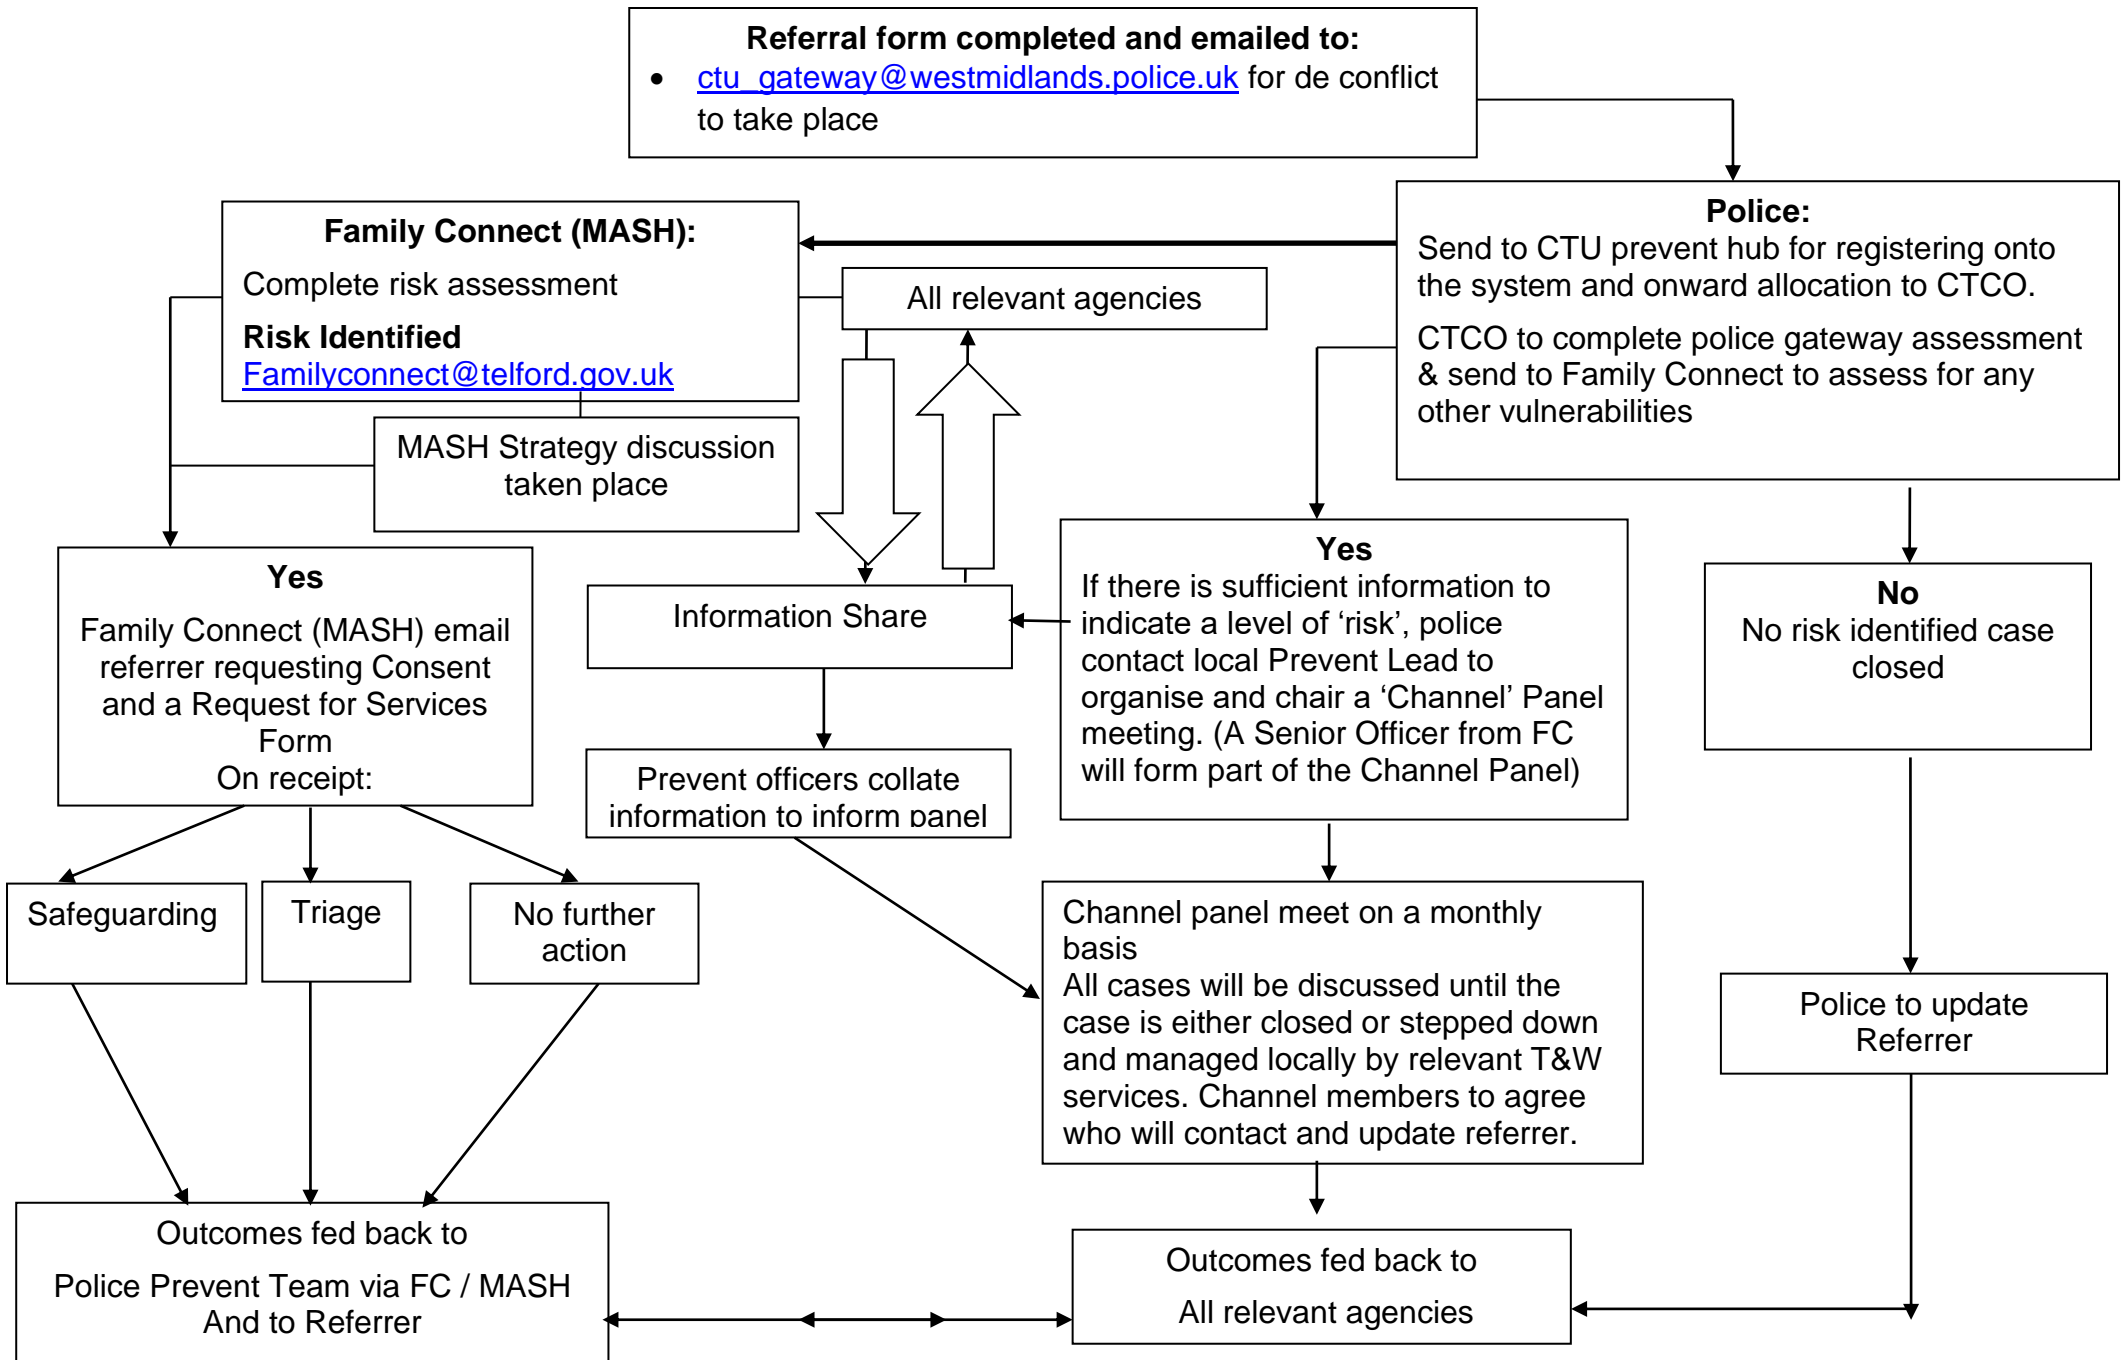 Referral form completed and emailed to:
• ctu_gateway@westmidlands.police.uk for de conflict
to take place
Family Connect (MASH):
Complete risk assessment
Risk Identified
Familyconnect@telford.gov.uk
All relevant agencies
Police:
Send to CTU prevent hub for registering onto
the system and onward allocation to CTCO.
CTCO to complete police gateway assessment
& send to Family Connect to assess for any
other vulnerabilities
MASH Strategy discussion
taken place
Yes
Family Connect (MASH) email
referrer requesting Consent
and a Request for Services
Form
On receipt:
Information Share
Yes
If there is sufficient information to
indicate a level of ‘risk’, police
contact local Prevent Lead to
organise and chair a ‘Channel’ Panel
meeting. (A Senior Officer from FC
will form part of the Channel Panel)
No
No risk identified case
closed
Prevent officers collate
information to inform panel
Safeguarding
Triage
No further
action
Channel panel meet on a monthly
basis
All cases will be discussed until the
case is either closed or stepped down
and managed locally by relevant T&W
services. Channel members to agree
who will contact and update referrer.
Police to update
Referrer
Outcomes fed back to
Police Prevent Team via FC / MASH
And to Referrer
Outcomes fed back to
All relevant agencies